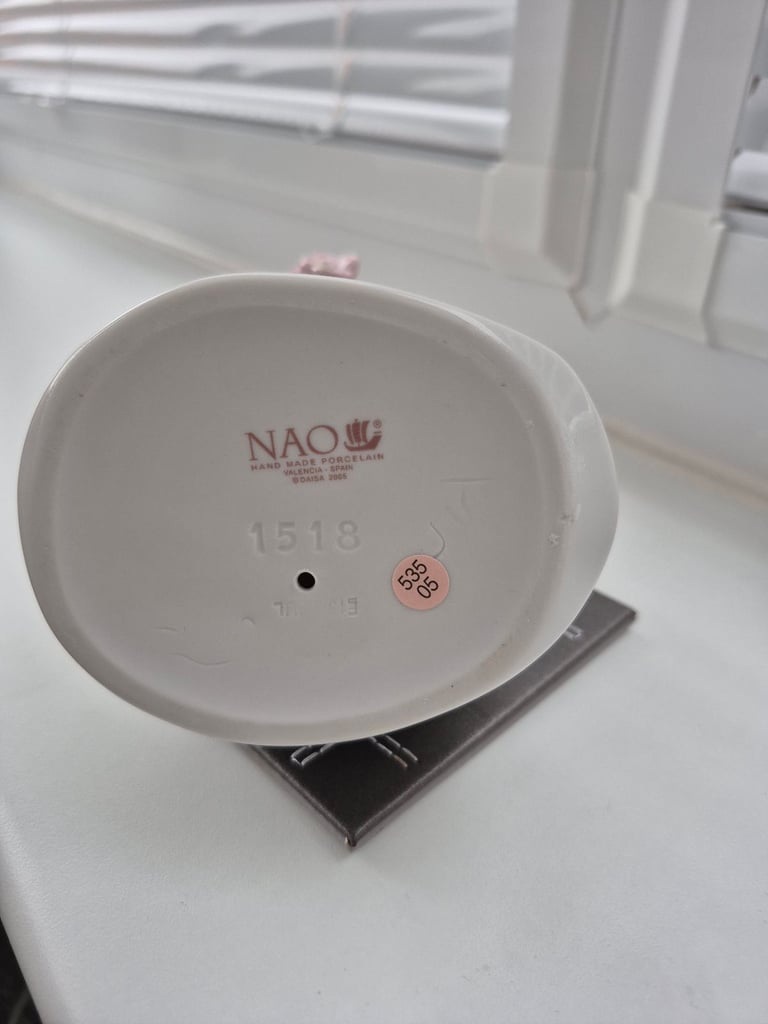 NAO®
HAND MADE PORCELAIN
VALENCIA - SPAIN
© DAISA 2005
1518
535
05